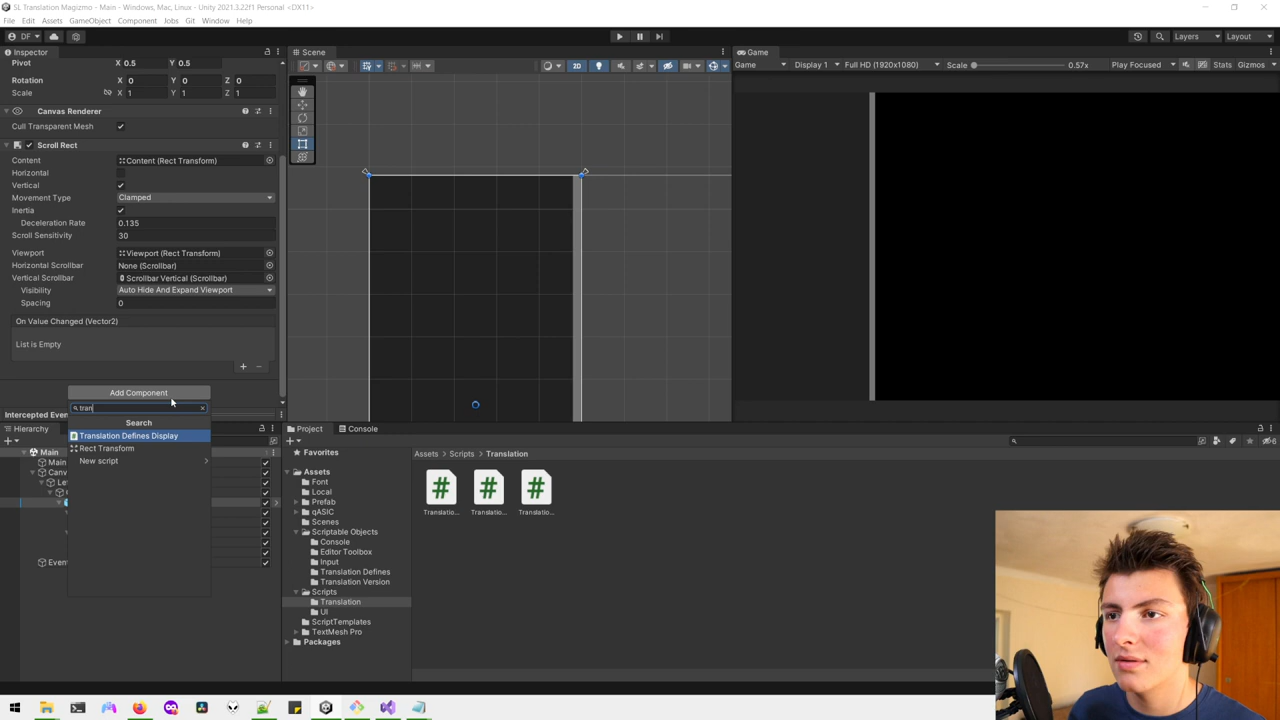 SL Translation Magizmo - Main - Windows, Mac, Linux - Unity 2021.3.22f1 Personal <DX11>
File Edit Assets GameObject Component Jobs Git Window Help
DF
Layers
Layout
Inspector
Pivot X 0.5 Y 0.5
Rotation X 0 Y 0 Z 0
Scale X 1 Y 1 Z 1
Canvas Renderer
Cull Transparent Mesh
Scroll Rect
Content Content (Rect Transform)
Horizontal
Vertical
Movement Type Clamped
Inertia
Deceleration Rate 0.135
Scroll Sensitivity 30
Viewport Viewport (Rect Transform)
Horizontal Scrollbar None (Scrollbar)
Vertical Scrollbar Scrollbar Vertical (Scrollbar)
Visibility Auto Hide And Expand Viewport
Spacing 0
On Value Changed (Vector2)
List is Empty
Add Component
tran
Search
Translation Defines Display
Rect Transform
New script
Intercepted Even
Hierarchy
Main
Main
Canv
Event
Scene
2D
Game
Game Display 1 Full HD (1920x1080) Scale 0.57x Play Focused Stats Gizmos
Project Console
6
Favorites
Assets
Font
Local
Prefab
qASIC
Scenes
Scriptable Objects
Console
Editor Toolbox
Input
Translation Defines
Translation Version
Scripts
Translation
UI
ScriptTemplates
TextMesh Pro
Packages
Assets > Scripts > Translation
Translatio... Translatio... Translatio...